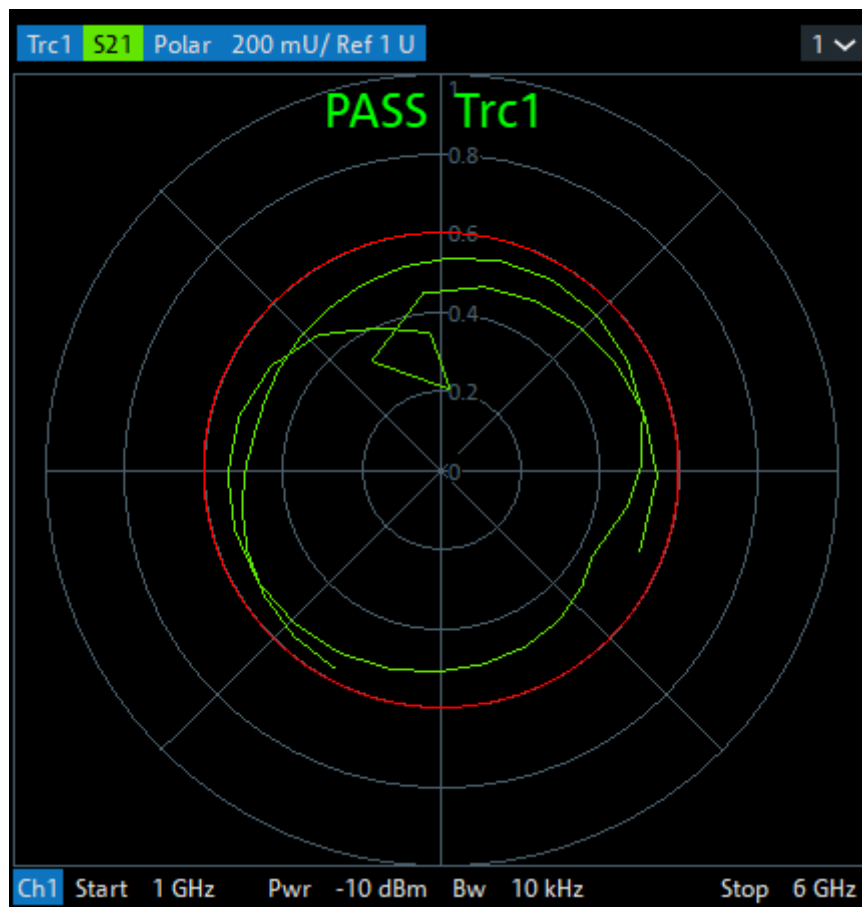 Trc1 S21 Polar 200 mU/ Ref 1 U 1
PASS Trc1
1
0.8
0.6
0.4
0.2
0
Ch1 Start 1 GHz Pwr -10 dBm Bw 10 kHz Stop 6 GHz